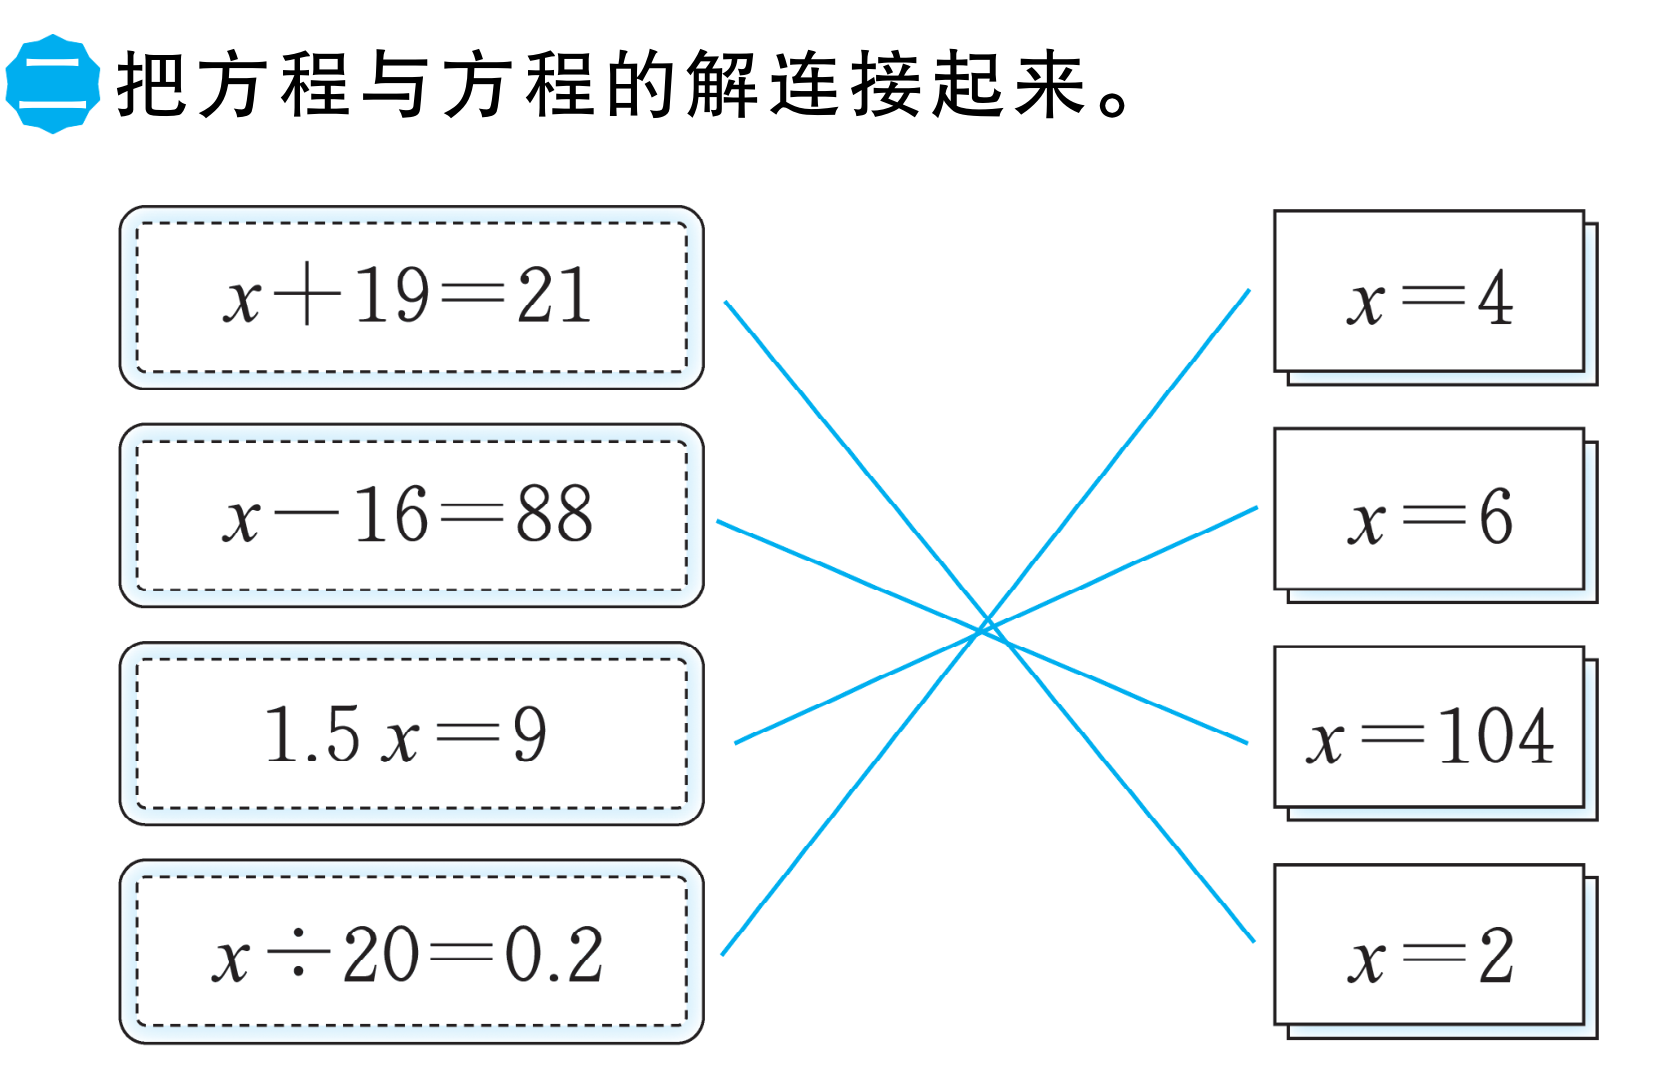 二 把方程与方程的解连接起来。
x＋19＝21
x＝4
x－16＝88
x＝6
1.5 x＝9
x＝104
x÷20＝0.2
x＝2